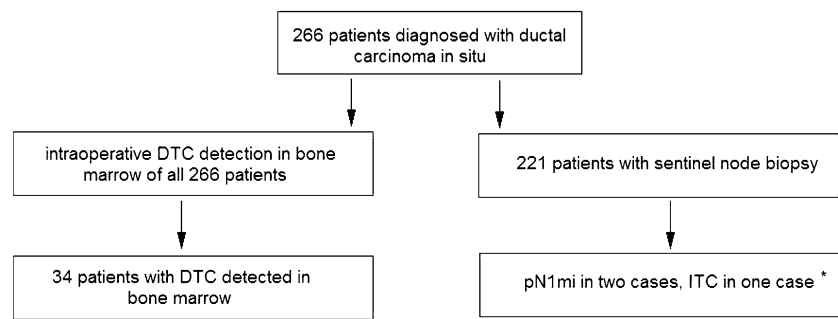 266 patients diagnosed with ductal
carcinoma in situ
intraoperative DTC detection in bone
marrow of all 266 patients
221 patients with sentinel node biopsy
34 patients with DTC detected in
bone marrow
pN1mi in two cases, ITC in one case *